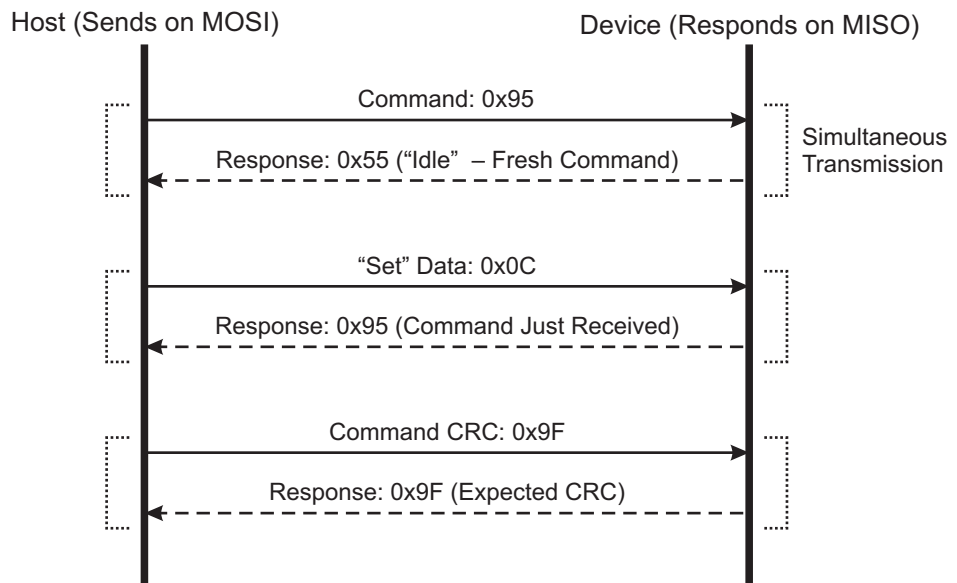 Host (Sends on MOSI)
Device (Responds on MISO)
Command: 0x95
Response: 0x55 (“Idle” – Fresh Command)
Simultaneous
Transmission
“Set” Data: 0x0C
Response: 0x95 (Command Just Received)
Command CRC: 0x9F
Response: 0x9F (Expected CRC)